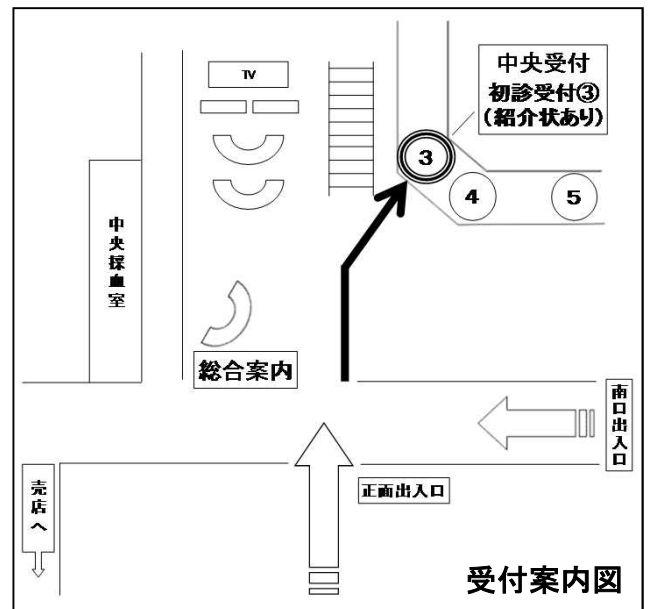 TV
中央受付
初診受付③
(紹介状あり)
3
4
5
中央採血室
総合案内
南口出入口
正面出入口
売店へ
受付案内図